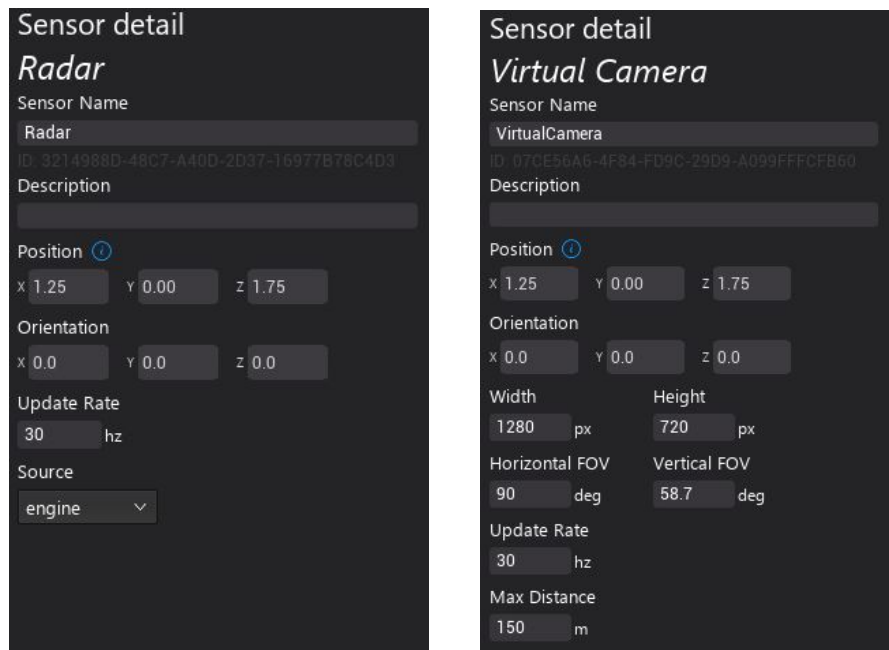 Sensor detail
Radar
Sensor Name
Radar
ID: 3214988D-48C7-A40D-2D37-16977B78C4D3
Description
Position i
X 1.25 Y 0.00 Z 1.75
Orientation
X 0.0 Y 0.0 Z 0.0
Update Rate
30 hz
Source
engine
Sensor detail
Virtual Camera
Sensor Name
VirtualCamera
ID: 07CE56A6-4F84-FD9C-29D9-A099FFFCFB60
Description
Position i
X 1.25 Y 0.00 Z 1.75
Orientation
X 0.0 Y 0.0 Z 0.0
Width Height
1280 px 720 px
Horizontal FOV Vertical FOV
90 deg 58.7 deg
Update Rate
30 hz
Max Distance
150 m